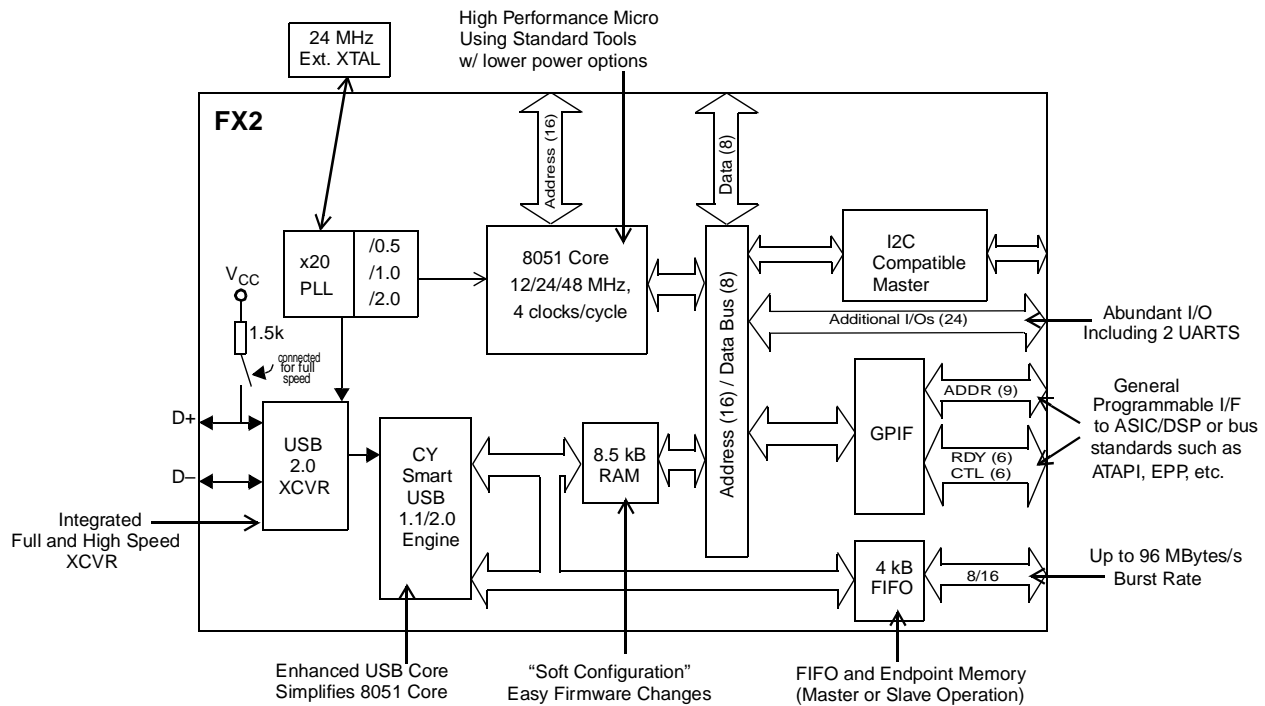 High Performance Micro
Using Standard Tools
w/ lower power options
24 MHz
Ext. XTAL
FX2
Address (16)
Data (8)
x20
PLL
/0.5
/1.0
/2.0
8051 Core
12/24/48 MHz,
4 clocks/cycle
I2C
Compatible
Master
VCC
1.5k
connected
for full
speed
Address (16) / Data Bus (8)
Additional I/Os (24)
Abundant I/O
Including 2 UARTS
D+
D–
USB
2.0
XCVR
CY
Smart
USB
1.1/2.0
Engine
8.5 kB
RAM
GPIF
ADDR (9)
RDY (6)
CTL (6)
General
Programmable I/F
to ASIC/DSP or bus
standards such as
ATAPI, EPP, etc.
Integrated
Full and High Speed
XCVR
4 kB
FIFO
8/16
Up to 96 MBytes/s
Burst Rate
Enhanced USB Core
Simplifies 8051 Core
“Soft Configuration”
Easy Firmware Changes
FIFO and Endpoint Memory
(Master or Slave Operation)